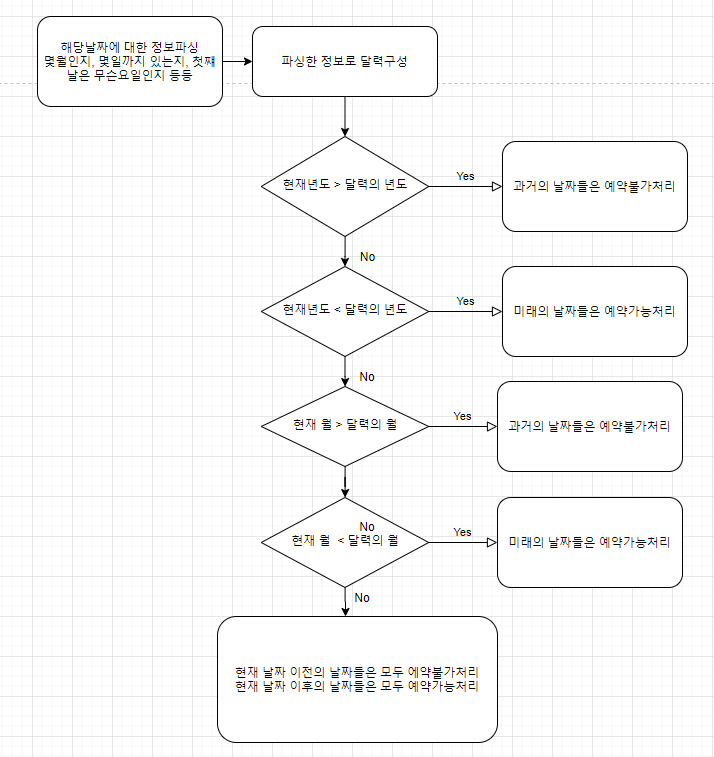 해당날짜에 대한 정보파싱
몇월인지, 몇일까지 있는지, 첫째
날은 무슨요일인지 등등
파싱한 정보로 달력구성
현재년도 > 달력의 년도
Yes
과거의 날짜들은 예약불가처리
No
현재년도 < 달력의 년도
Yes
미래의 날짜들은 예약가능처리
No
현재 월 > 달력의 월
Yes
과거의 날짜들은 예약불가처리
No
현재 월 < 달력의 월
Yes
미래의 날짜들은 예약가능처리
No
현재 날짜 이전의 날짜들은 모두 에약불가처리
현재 날짜 이후의 날짜들은 모두 예약가능처리